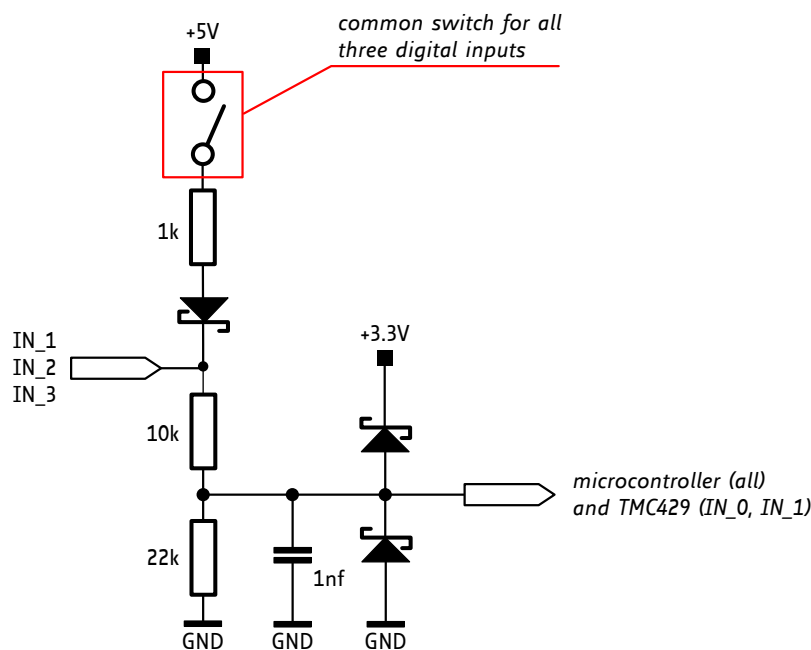 common switch for all
three digital inputs
+5V
1k
IN_1
IN_2
IN_3
+3.3V
10k
microcontroller (all)
and TMC429 (IN_0, IN_1)
22k
1nf
GND
GND
GND